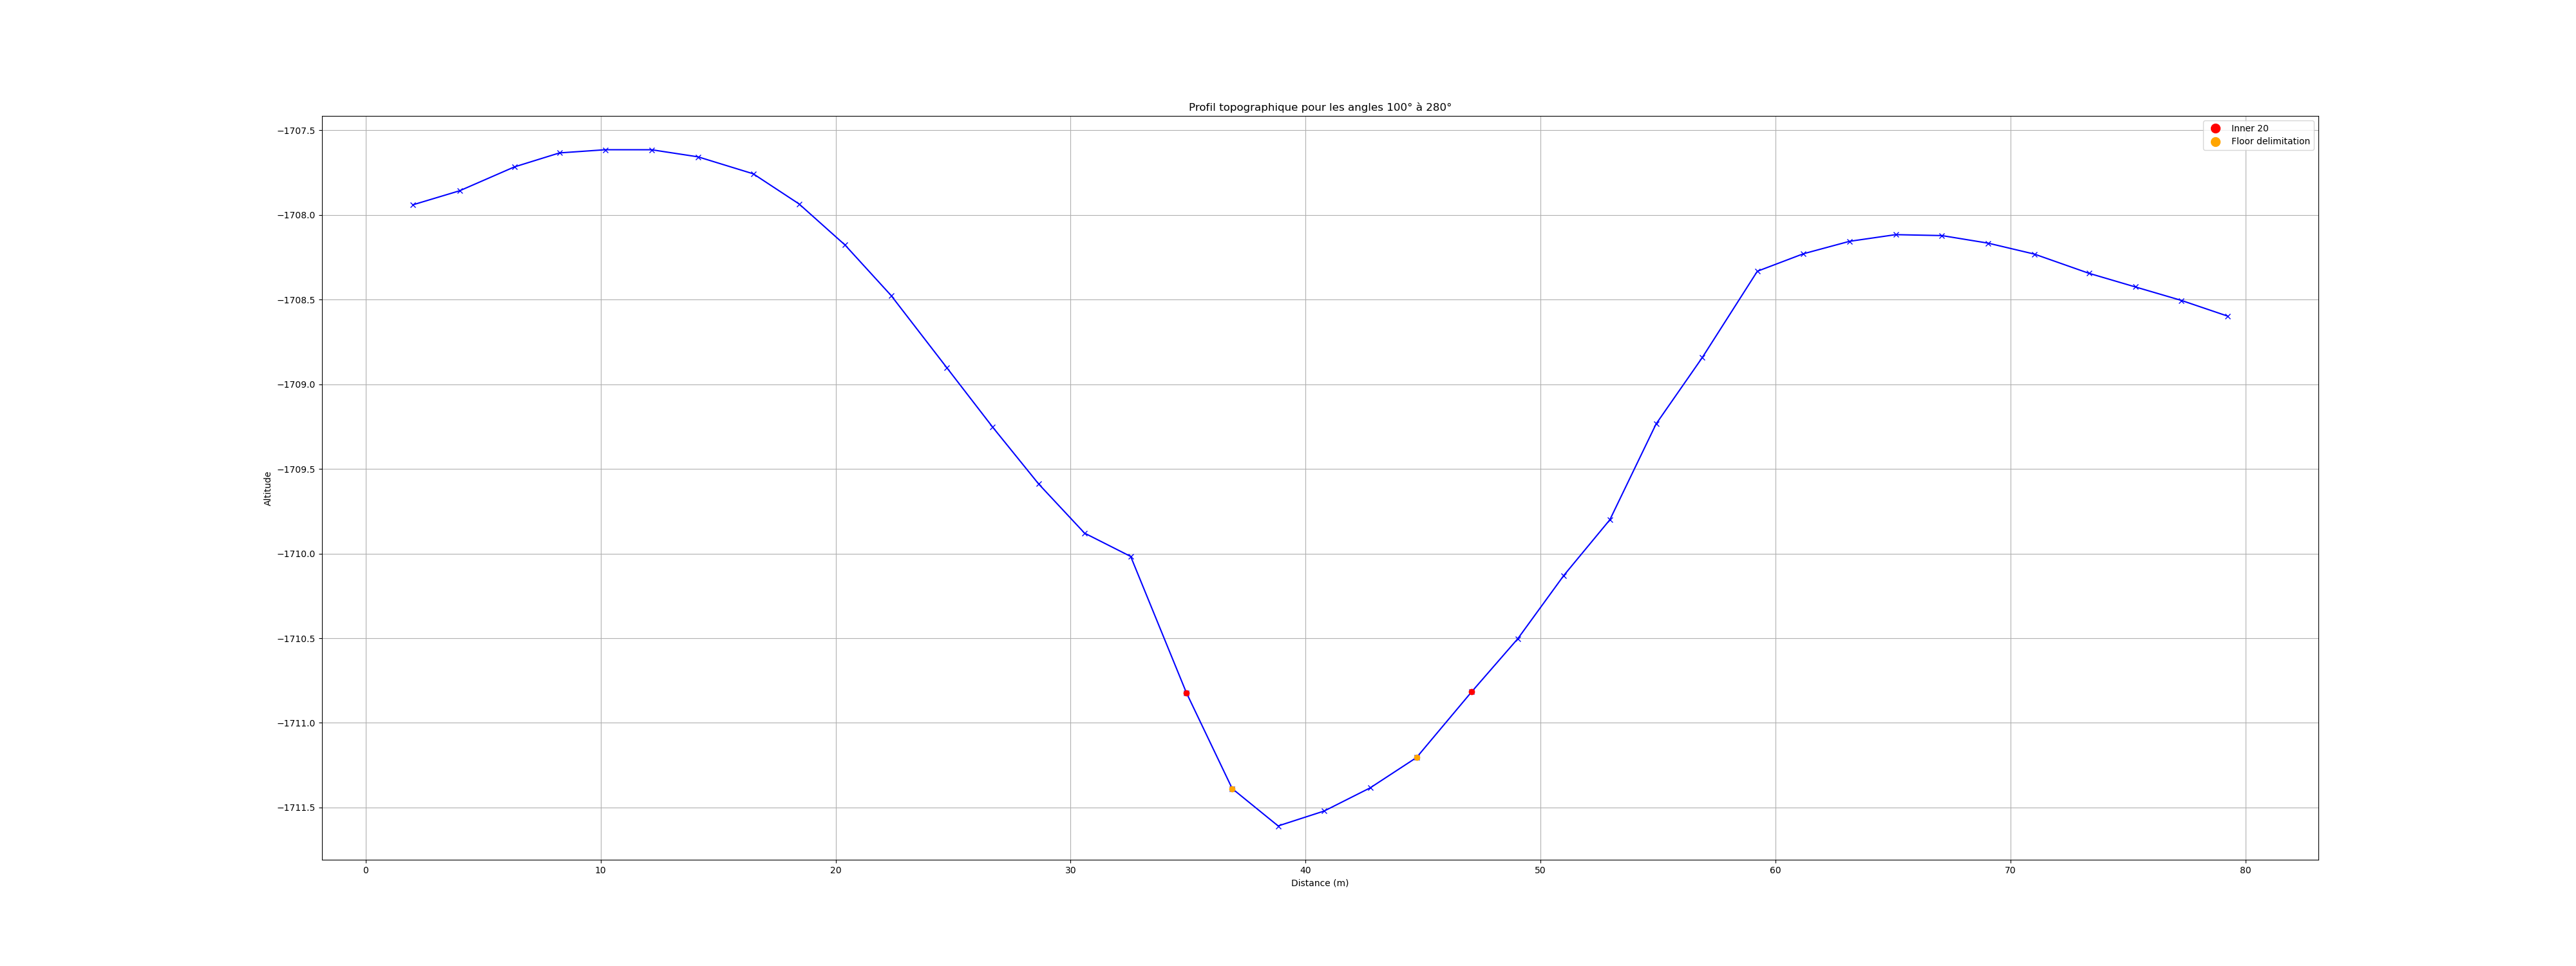 Profil topographique pour les angles 100° à 280°
Inner 20
Floor delimitation
Altitude
−1707.5
−1708.0
−1708.5
−1709.0
−1709.5
−1710.0
−1710.5
−1711.0
−1711.5
0 10 20 30 40 50 60 70 80
Distance (m)